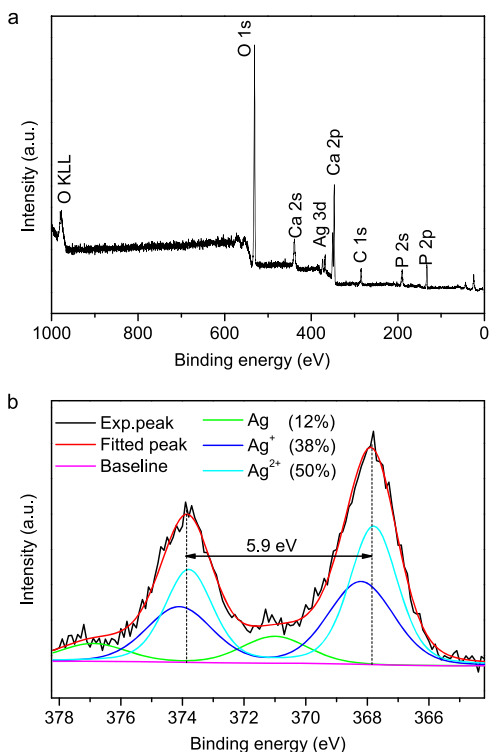 a
Intensity (a.u.)
O KLL
O 1s
Ca 2s
Ag 3d
Ca 2p
C 1s
P 2s
P 2p
1000 800 600 400 200 0
Binding energy (eV)
b
Exp.peak
Fitted peak
Baseline
Ag (12%)
Ag⁺ (38%)
Ag²⁺ (50%)
5.9 eV
Intensity (a.u.)
378 376 374 372 370 368 366
Binding energy (eV)